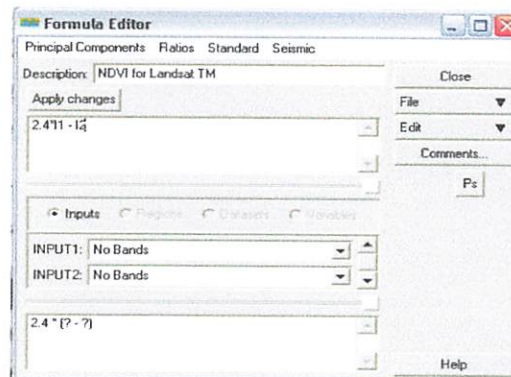 Formula Editor
Principal Components Ratios Standard Seismic
Description: NDVI for Landsat TM
Close
Apply changes
File
Edit
2.4*I1 - I2
Comments...
Ps
Inputs Regions Datasets Variables
INPUT1: No Bands
INPUT2: No Bands
2.4 * (? - ?)
Help